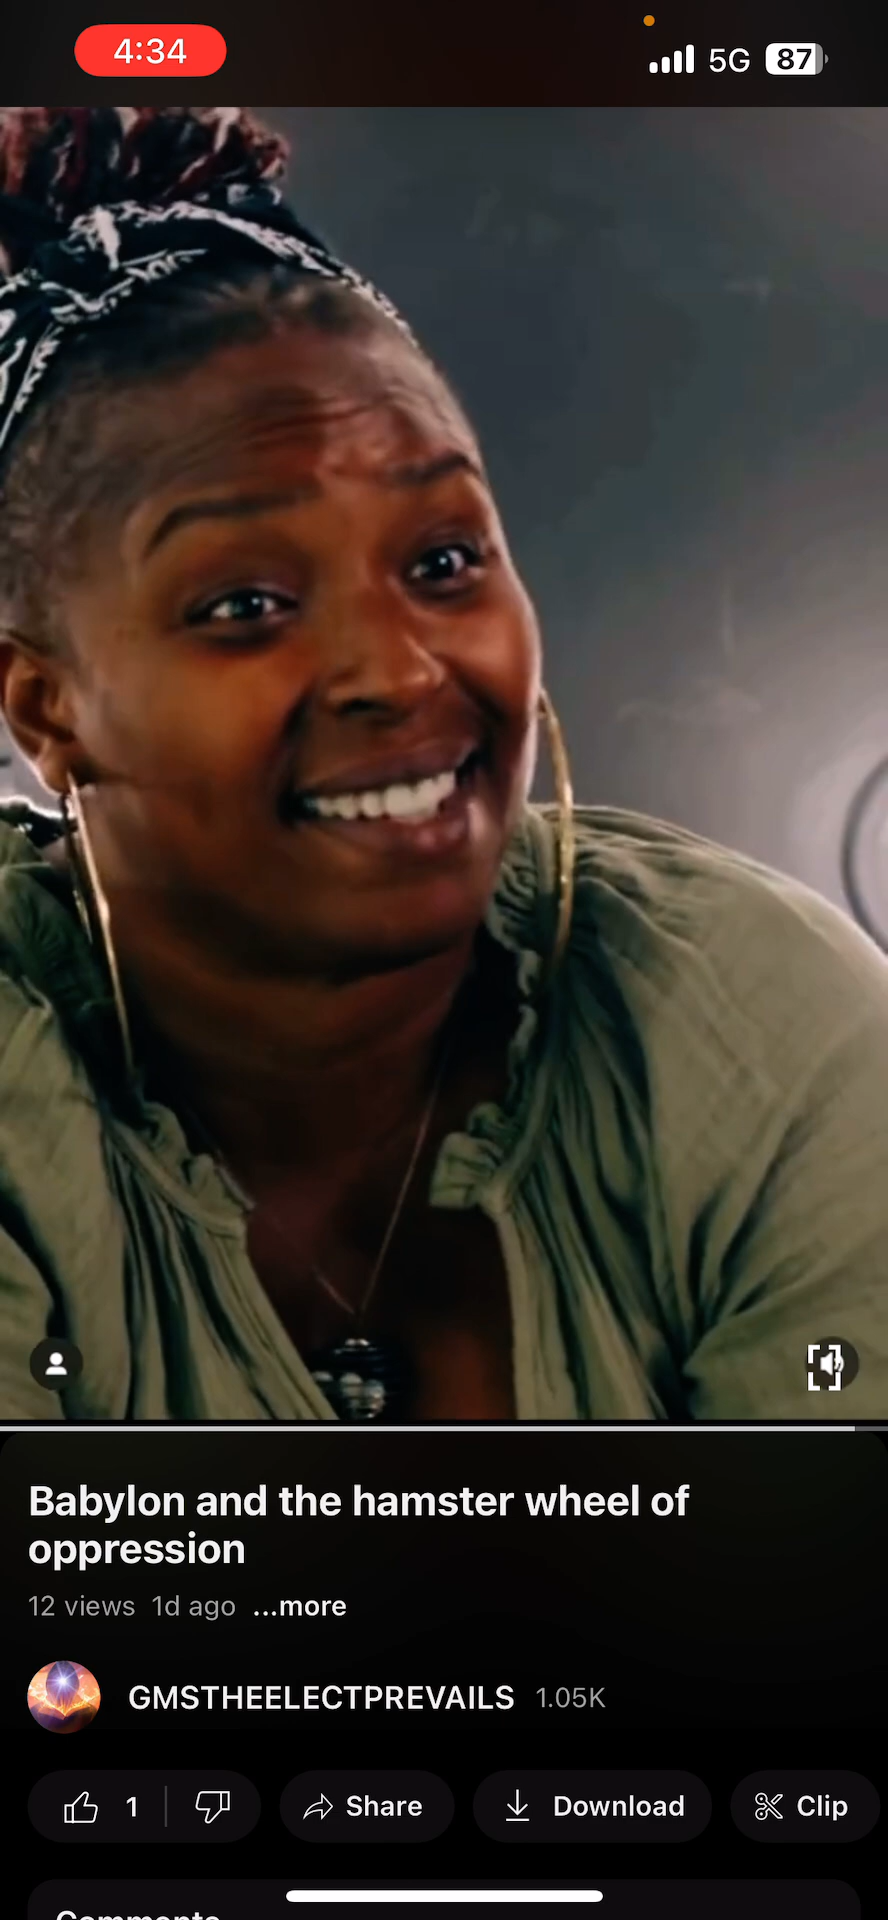 4:34
5G 87
Babylon and the hamster wheel of
oppression
12 views 1d ago ...more
GMSTHEELECTPREVAILS 1.05K
1 Share Download Clip
Comments